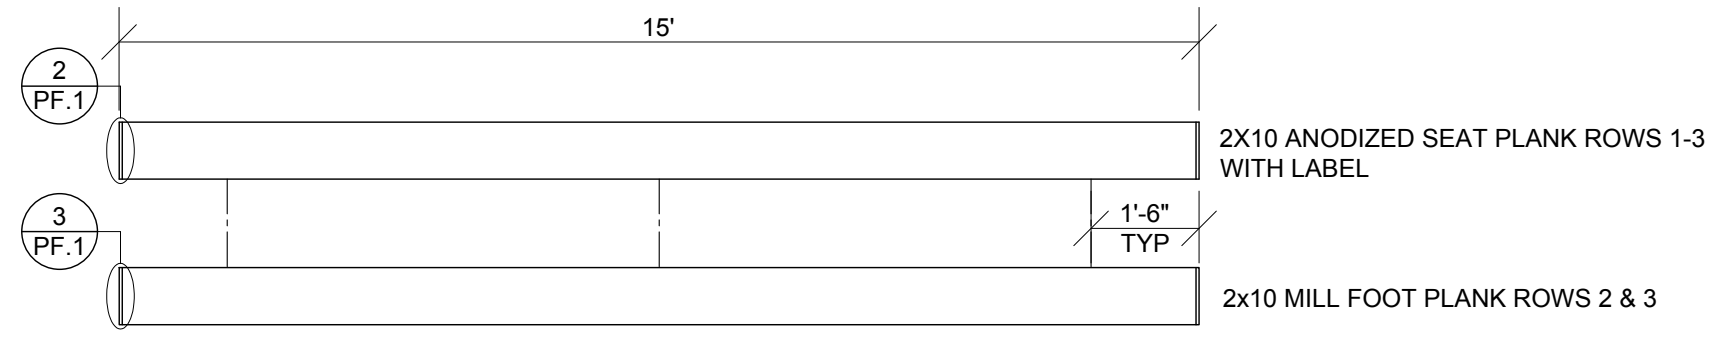 15'
2
PF.1
2X10 ANODIZED SEAT PLANK ROWS 1-3
WITH LABEL
3
PF.1
1'-6"
TYP
2x10 MILL FOOT PLANK ROWS 2 & 3